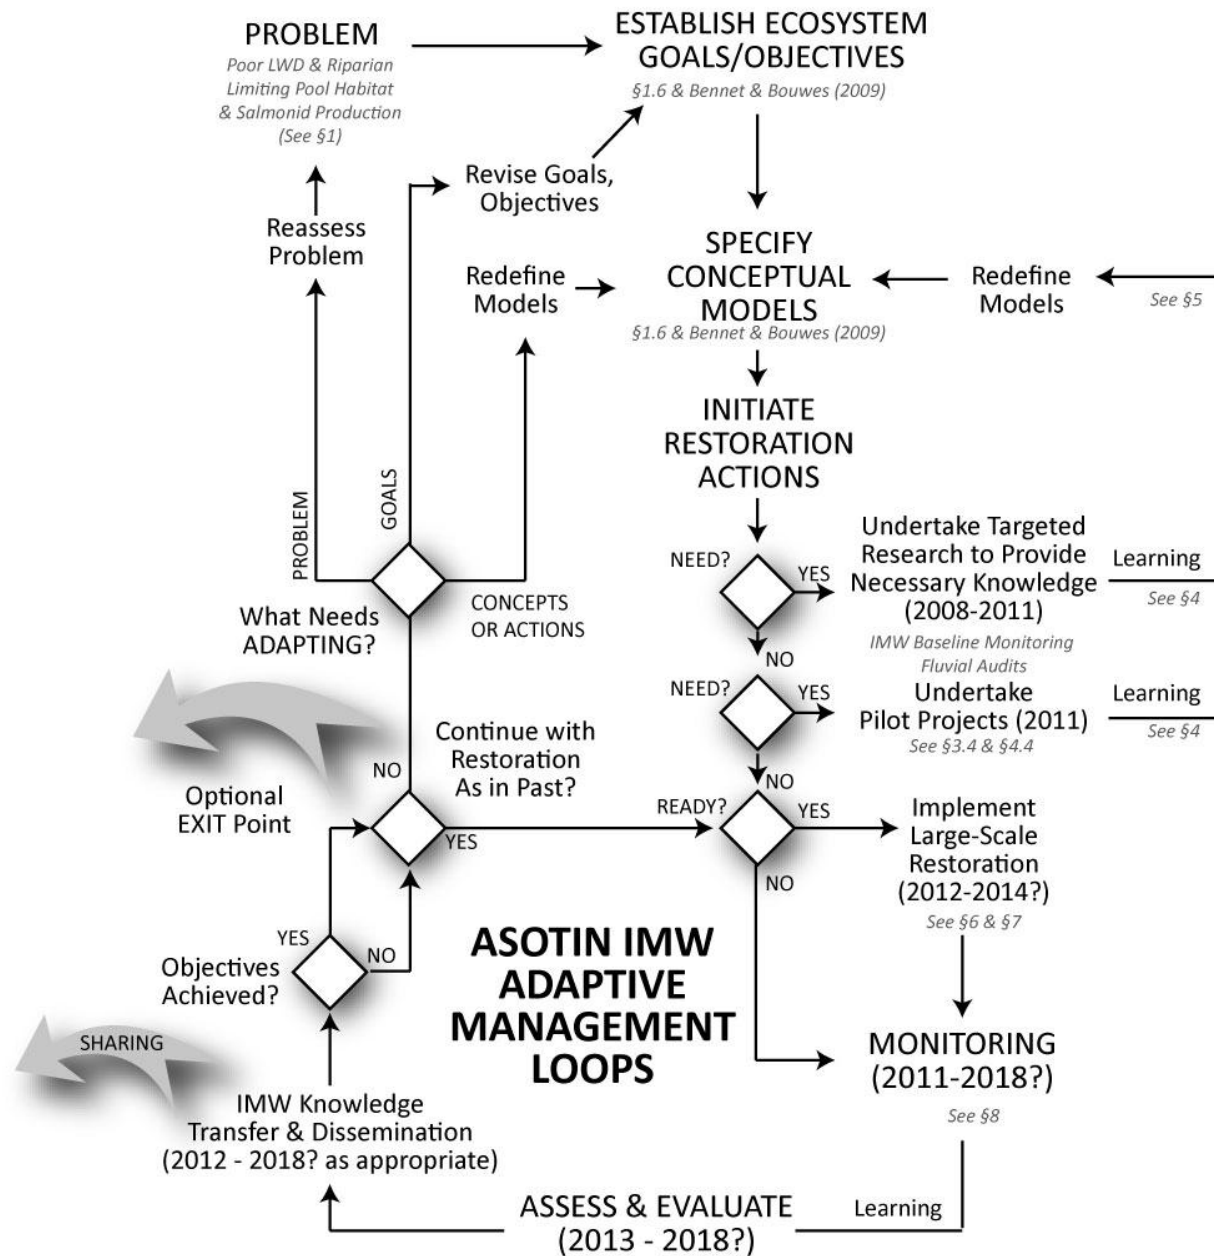 PROBLEM
Poor LWD & Riparian
Limiting Pool Habitat
& Salmonid Production
(See §1)
ESTABLISH ECOSYSTEM
GOALS/OBJECTIVES
§1.6 & Bennet & Bouwes (2009)
Revise Goals,
Objectives
Reassess
Problem
Redefine
Models
SPECIFY
CONCEPTUAL
MODELS
§1.6 & Bennet & Bouwes (2009)
Redefine
Models
See §5
INITIATE
RESTORATION
ACTIONS
PROBLEM
GOALS
CONCEPTS
OR ACTIONS
What Needs
ADAPTING?
NEED?
YES
Undertake Targeted
Research to Provide
Necessary Knowledge
(2008-2011)
Learning
See §4
IMW Baseline Monitoring
Fluvial Audits
NO
NEED?
YES
Undertake
Pilot Projects (2011)
See §3.4 & §4.4
Learning
See §4
NO
Continue with
Restoration
As in Past?
NO
YES
Optional
EXIT Point
READY?
YES
Implement
Large-Scale
Restoration
(2012-2014?)
See §6 & §7
NO
YES
NO
Objectives
Achieved?
ASOTIN IMW
ADAPTIVE
MANAGEMENT
LOOPS
SHARING
MONITORING
(2011-2018?)
See §8
IMW Knowledge
Transfer & Dissemination
(2012 - 2018? as appropriate)
ASSESS & EVALUATE
(2013 - 2018?)
Learning